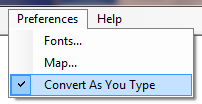 Preferences Help
Fonts...
Map...
Convert As You Type